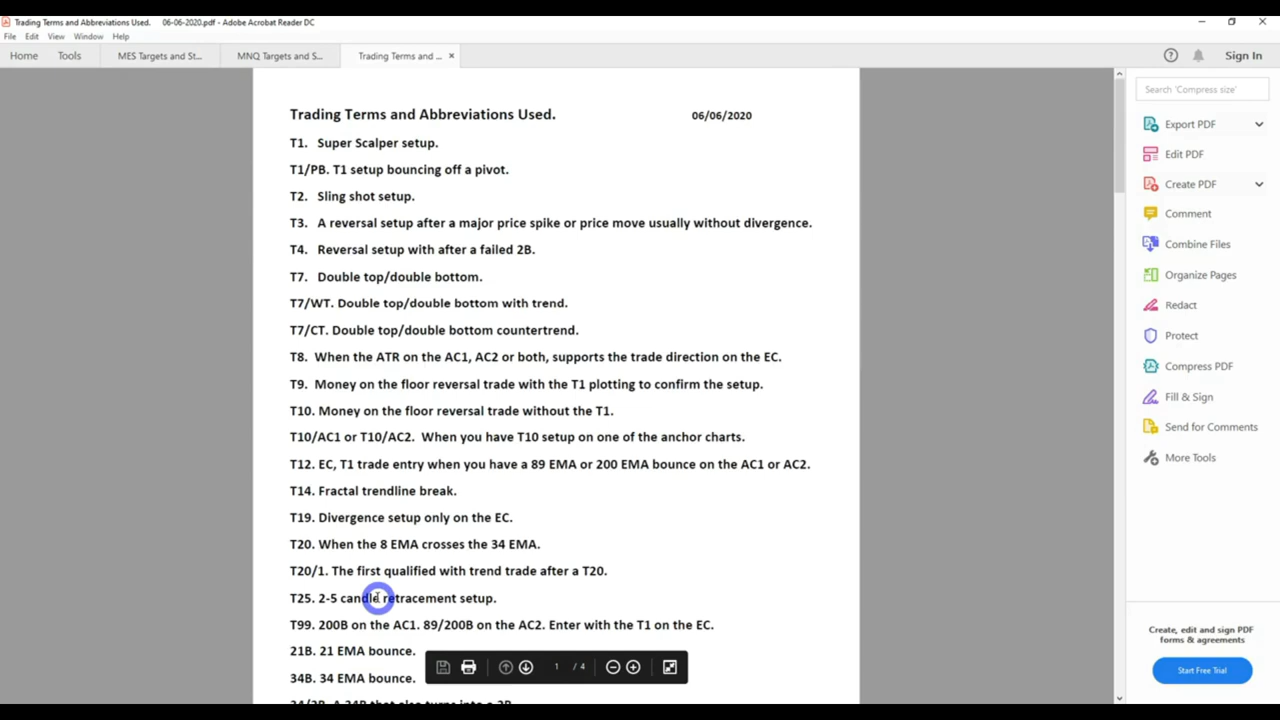 Trading Terms and Abbreviations Used. 06-06-2020.pdf - Adobe Acrobat Reader DC
File Edit View Window Help
Home Tools MES Targets and St... MNQ Targets and S... Trading Terms and ... Sign In
Trading Terms and Abbreviations Used. 06/06/2020
T1. Super Scalper setup.
T1/PB. T1 setup bouncing off a pivot.
T2. Sling shot setup.
T3. A reversal setup after a major price spike or price move usually without divergence.
T4. Reversal setup with after a failed 2B.
T7. Double top/double bottom.
T7/WT. Double top/double bottom with trend.
T7/CT. Double top/double bottom countertrend.
T8. When the ATR on the AC1, AC2 or both, supports the trade direction on the EC.
T9. Money on the floor reversal trade with the T1 plotting to confirm the setup.
T10. Money on the floor reversal trade without the T1.
T10/AC1 or T10/AC2. When you have T10 setup on one of the anchor charts.
T12. EC, T1 trade entry when you have a 89 EMA or 200 EMA bounce on the AC1 or AC2.
T14. Fractal trendline break.
T19. Divergence setup only on the EC.
T20. When the 8 EMA crosses the 34 EMA.
T20/1. The first qualified with trend trade after a T20.
T25. 2-5 candle retracement setup.
T99. 200B on the AC1. 89/200B on the AC2. Enter with the T1 on the EC.
21B. 21 EMA bounce.
34B. 34 EMA bounce.
34/2B. A 34B that also turns into a 2B.
1 / 4
Search 'Compress size'
Export PDF
Edit PDF
Create PDF
Comment
Combine Files
Organize Pages
Redact
Protect
Compress PDF
Fill & Sign
Send for Comments
More Tools
Create, edit and sign PDF
forms & agreements
Start Free Trial